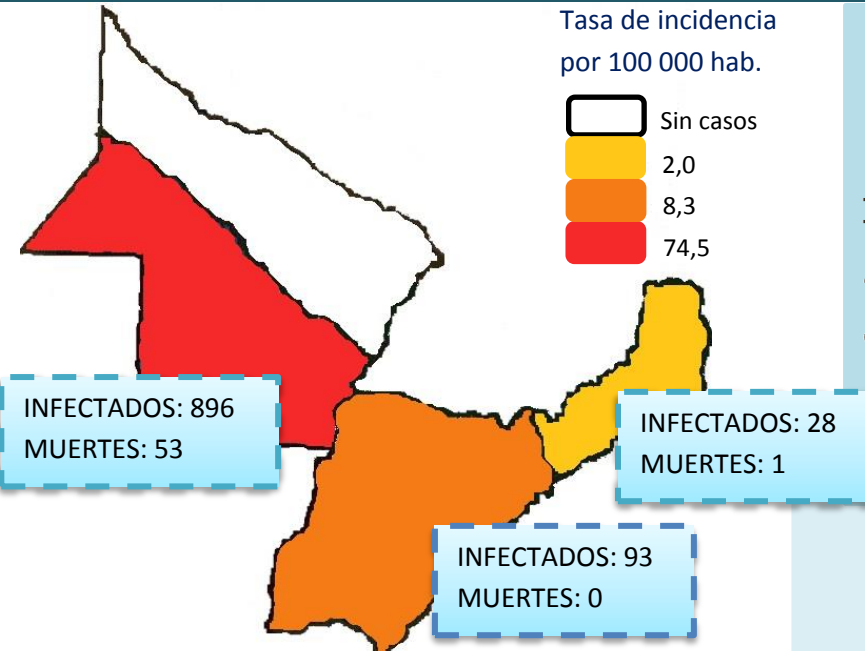 Tasa de incidencia
por 100 000 hab.
Sin casos
2,0
8,3
74,5
INFECTADOS: 896
MUERTES: 53
INFECTADOS: 28
MUERTES: 1
INFECTADOS: 93
MUERTES: 0